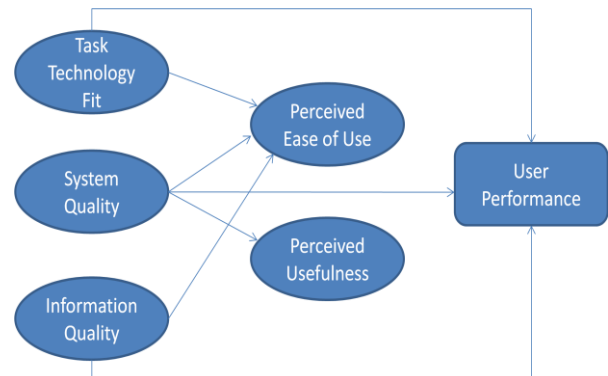 Task
Technology
Fit
Perceived
Ease of Use
System
Quality
User
Performance
Perceived
Usefulness
Information
Quality